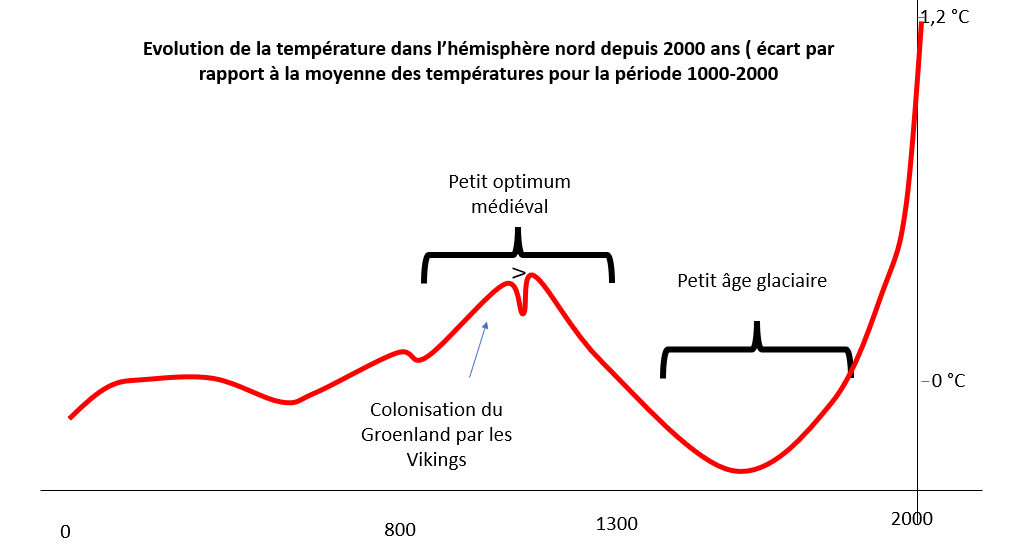 1,2 °C
Evolution de la température dans l’hémisphère nord depuis 2000 ans ( écart par
rapport à la moyenne des températures pour la période 1000-2000
Petit optimum
médiéval
>
Petit âge glaciaire
0 °C
Colonisation du
Groenland par les
Vikings
0
800
1300
2000